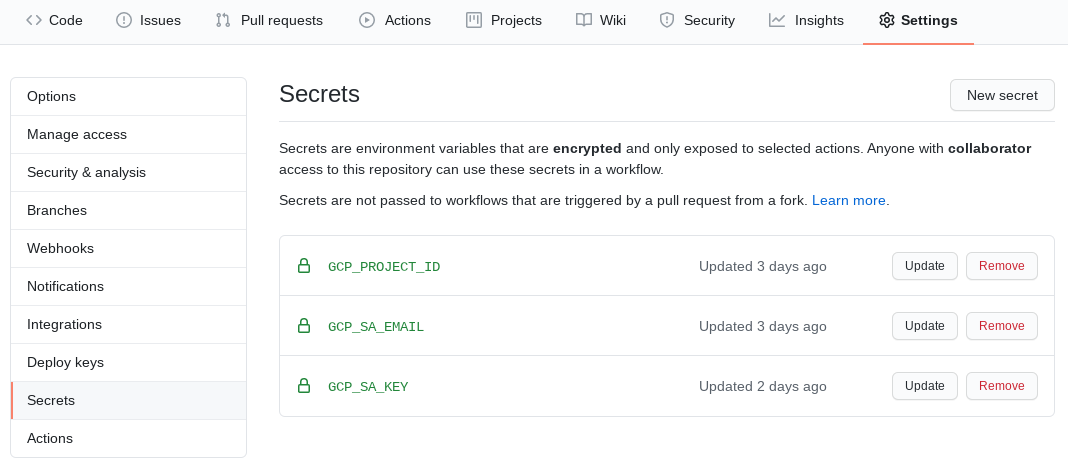 Code Issues Pull requests Actions Projects Wiki Security Insights Settings
Options
Manage access
Security & analysis
Branches
Webhooks
Notifications
Integrations
Deploy keys
Secrets
Actions
Secrets New secret
Secrets are environment variables that are encrypted and only exposed to selected actions. Anyone with collaborator
access to this repository can use these secrets in a workflow.
Secrets are not passed to workflows that are triggered by a pull request from a fork. Learn more.
GCP_PROJECT_ID Updated 3 days ago Update Remove
GCP_SA_EMAIL Updated 3 days ago Update Remove
GCP_SA_KEY Updated 2 days ago Update Remove